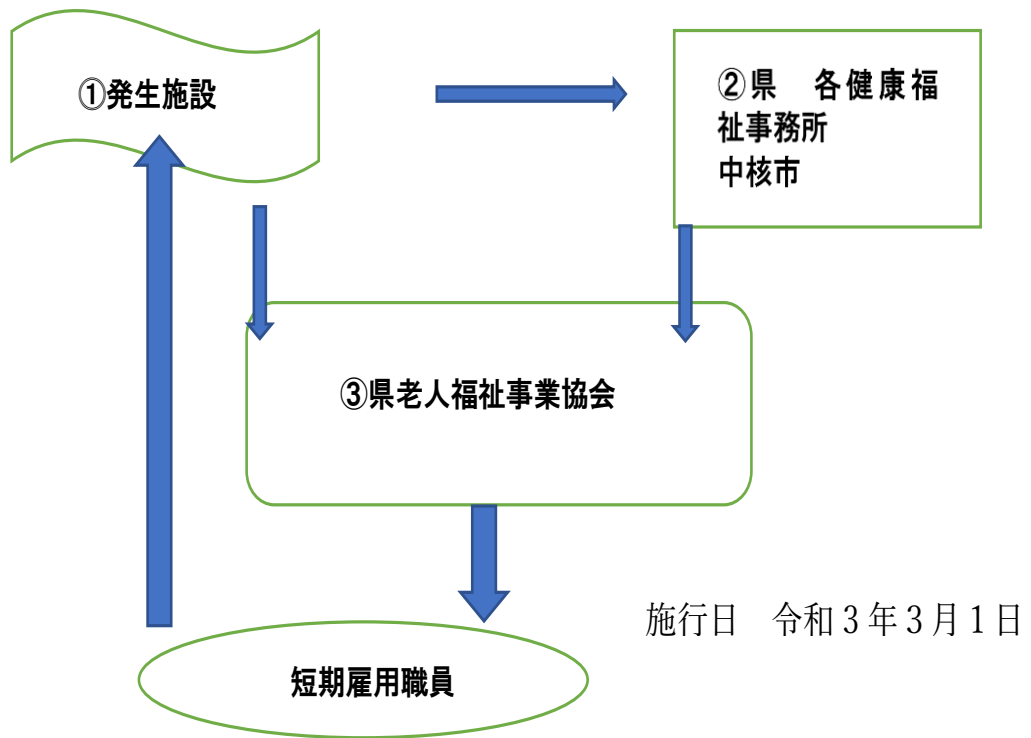 ①発生施設
②県　各健康福
祉事務所
中核市
③県老人福祉事業協会
施行日　令和３年３月１日
短期雇用職員